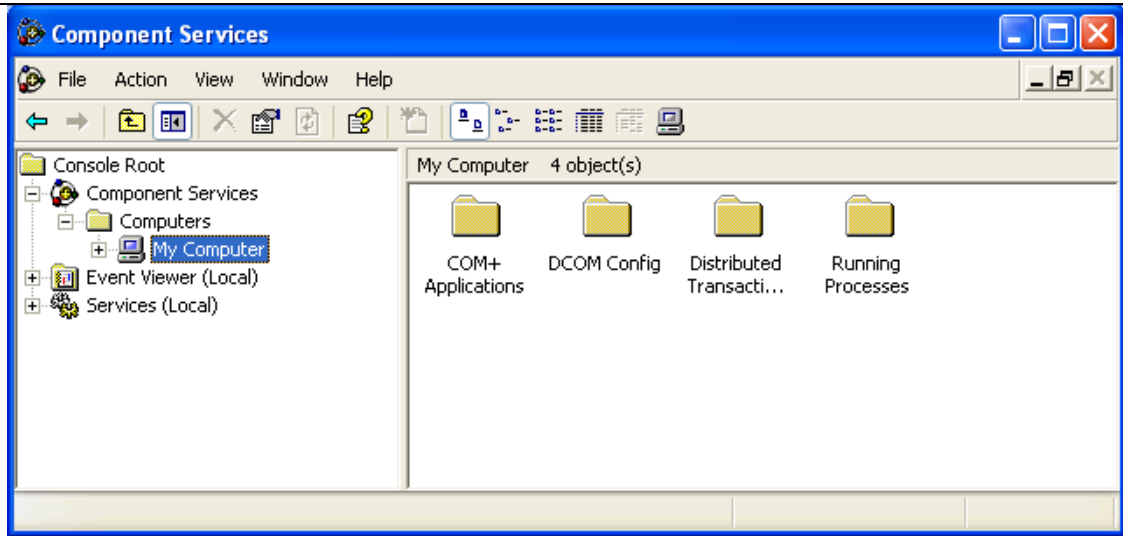 Component Services
File Action View Window Help
Console Root
Component Services
Computers
My Computer
Event Viewer (Local)
Services (Local)
My Computer 4 object(s)
COM+
Applications
DCOM Config
Distributed
Transacti...
Running
Processes